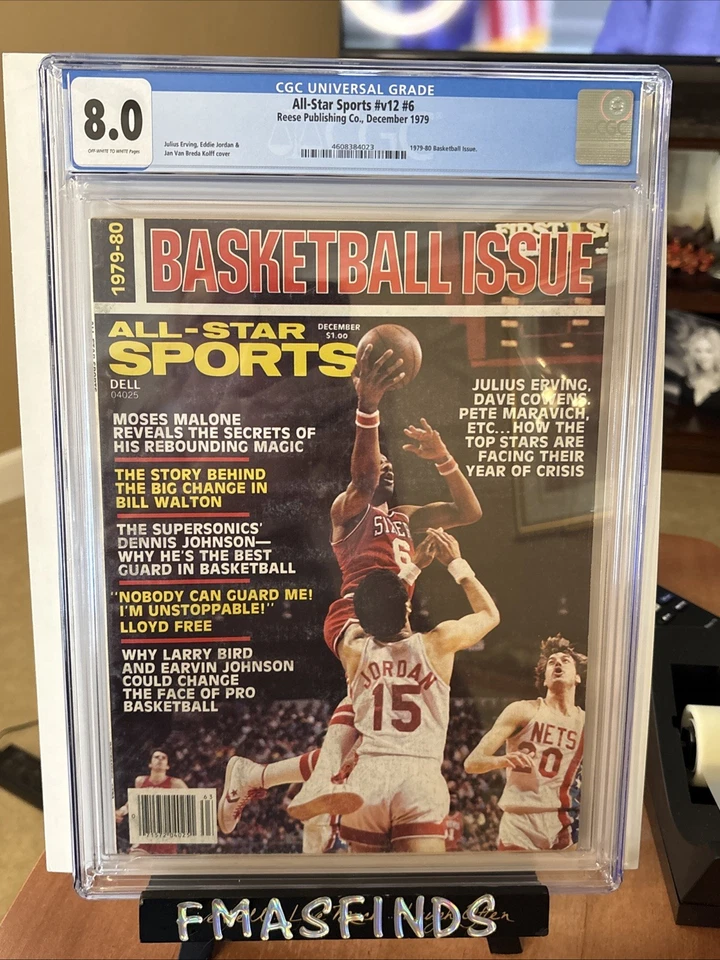 CGC UNIVERSAL GRADE
8.0
OFF-WHITE TO WHITE Pages
All-Star Sports #v12 #6
Reese Publishing Co., December 1979
Julius Erving, Eddie Jordan &
Jan Van Breda Kolff cover
4608384023
1979-80 Basketball Issue.
CGC
1979-80
BASKETBALL ISSUE
ALL-STAR
SPORTS
DECEMBER
$1.00
DELL
04025
MOSES MALONE
REVEALS THE SECRETS OF
HIS REBOUNDING MAGIC
THE STORY BEHIND
THE BIG CHANGE IN
BILL WALTON
THE SUPERSONICS'
DENNIS JOHNSON—
WHY HE'S THE BEST
GUARD IN BASKETBALL
"NOBODY CAN GUARD ME!
I'M UNSTOPPABLE!"
LLOYD FREE
WHY LARRY BIRD
AND EARVIN JOHNSON
COULD CHANGE
THE FACE OF PRO
BASKETBALL
JULIUS ERVING,
DAVE COWENS,
PETE MARAVICH,
ETC...HOW THE
TOP STARS ARE
FACING THEIR
YEAR OF CRISIS
6
JORDAN
15
NETS
FMASFINDS